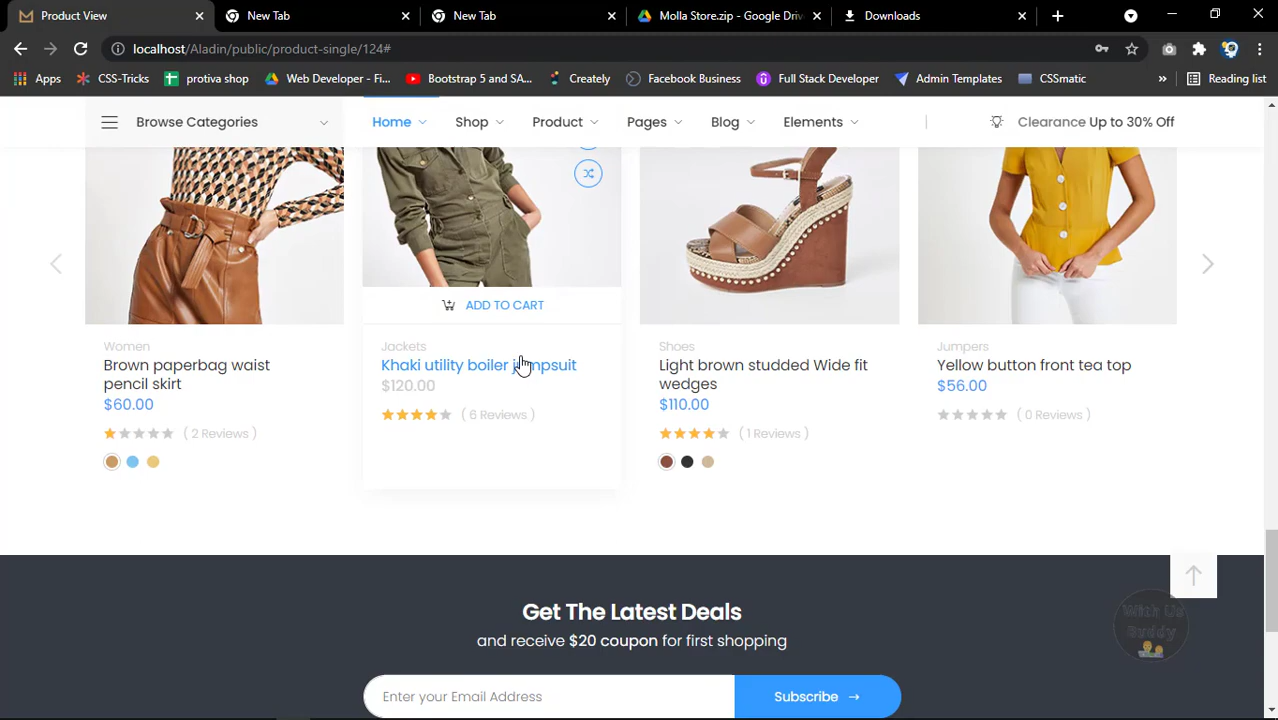 Product View
New Tab
New Tab
Molla Store.zip - Google Driv
Downloads
localhost/Aladin/public/product-single/124#
Apps
CSS-Tricks
protiva shop
Web Developer - Fi...
Bootstrap 5 and SA...
Creately
Facebook Business
Full Stack Developer
Admin Templates
CSSmatic
»
Reading list
Browse Categories
Home
Shop
Product
Pages
Blog
Elements
Clearance Up to 30% Off
ADD TO CART
Women
Brown paperbag waist
pencil skirt
$60.00
( 2 Reviews )
Jackets
Khaki utility boiler jumpsuit
$120.00
( 6 Reviews )
Shoes
Light brown studded Wide fit
wedges
$110.00
( 1 Reviews )
Jumpers
Yellow button front tea top
$56.00
( 0 Reviews )
Get The Latest Deals
and receive $20 coupon for first shopping
With Us
Buddy
Enter your Email Address
Subscribe →